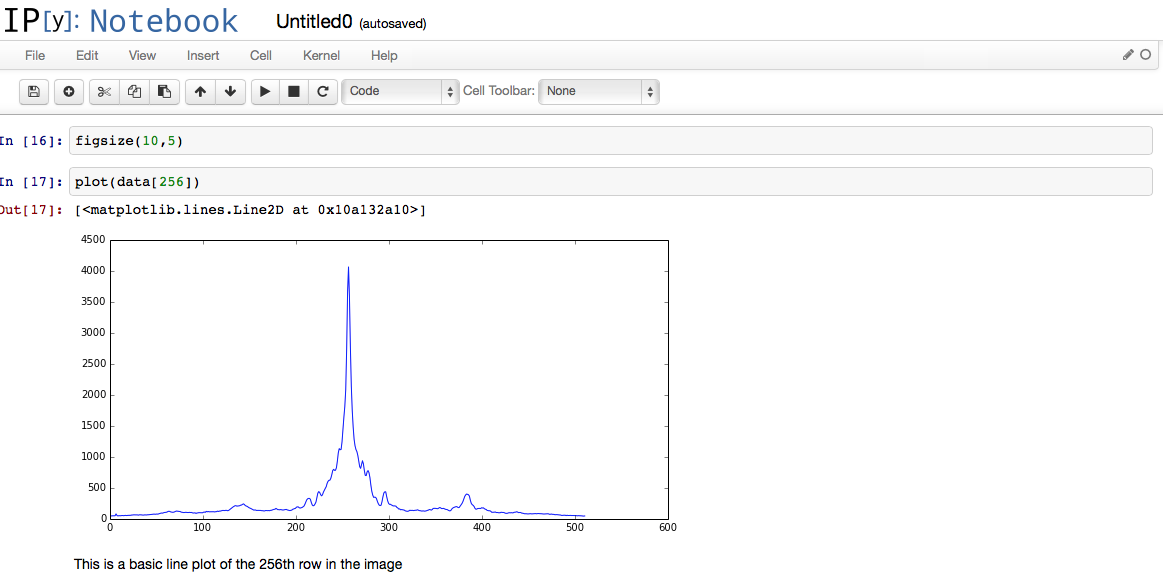 IP[y]: Notebook Untitled0 (autosaved)
File Edit View Insert Cell Kernel Help
Code Cell Toolbar: None
In [16]: figsize(10,5)
In [17]: plot(data[256])
Out[17]: [<matplotlib.lines.Line2D at 0x10a132a10>]
4500
4000
3500
3000
2500
2000
1500
1000
500
0
0 100 200 300 400 500 600
This is a basic line plot of the 256th row in the image